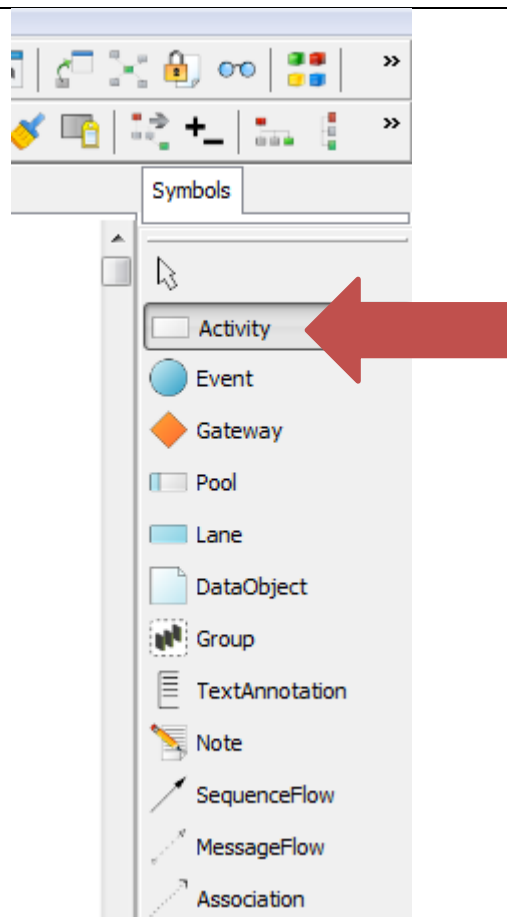 Symbols
Activity
Event
Gateway
Pool
Lane
DataObject
Group
TextAnnotation
Note
SequenceFlow
MessageFlow
Association